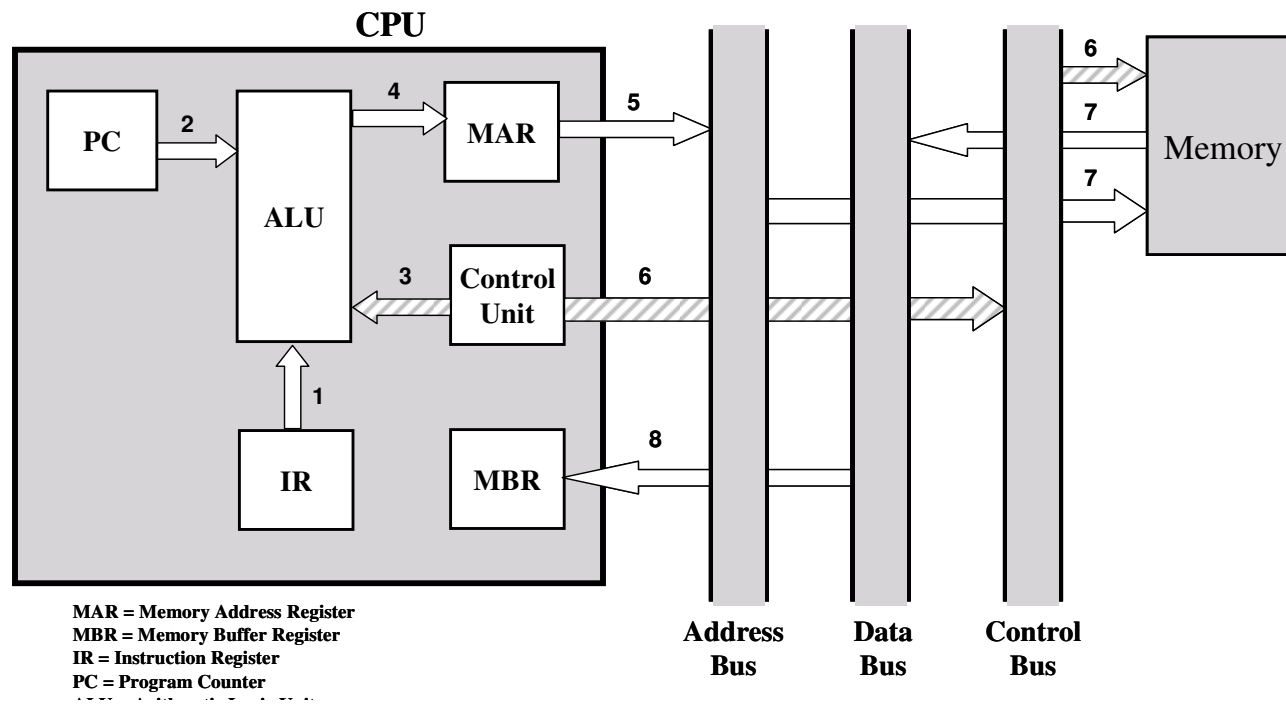 CPU
PC
2
ALU
4
MAR
5
6
7
7
Memory
3
Control
Unit
6
1
IR
MBR
8
MAR = Memory Address Register
MBR = Memory Buffer Register
IR = Instruction Register
PC = Program Counter
Address
Bus
Data
Bus
Control
Bus